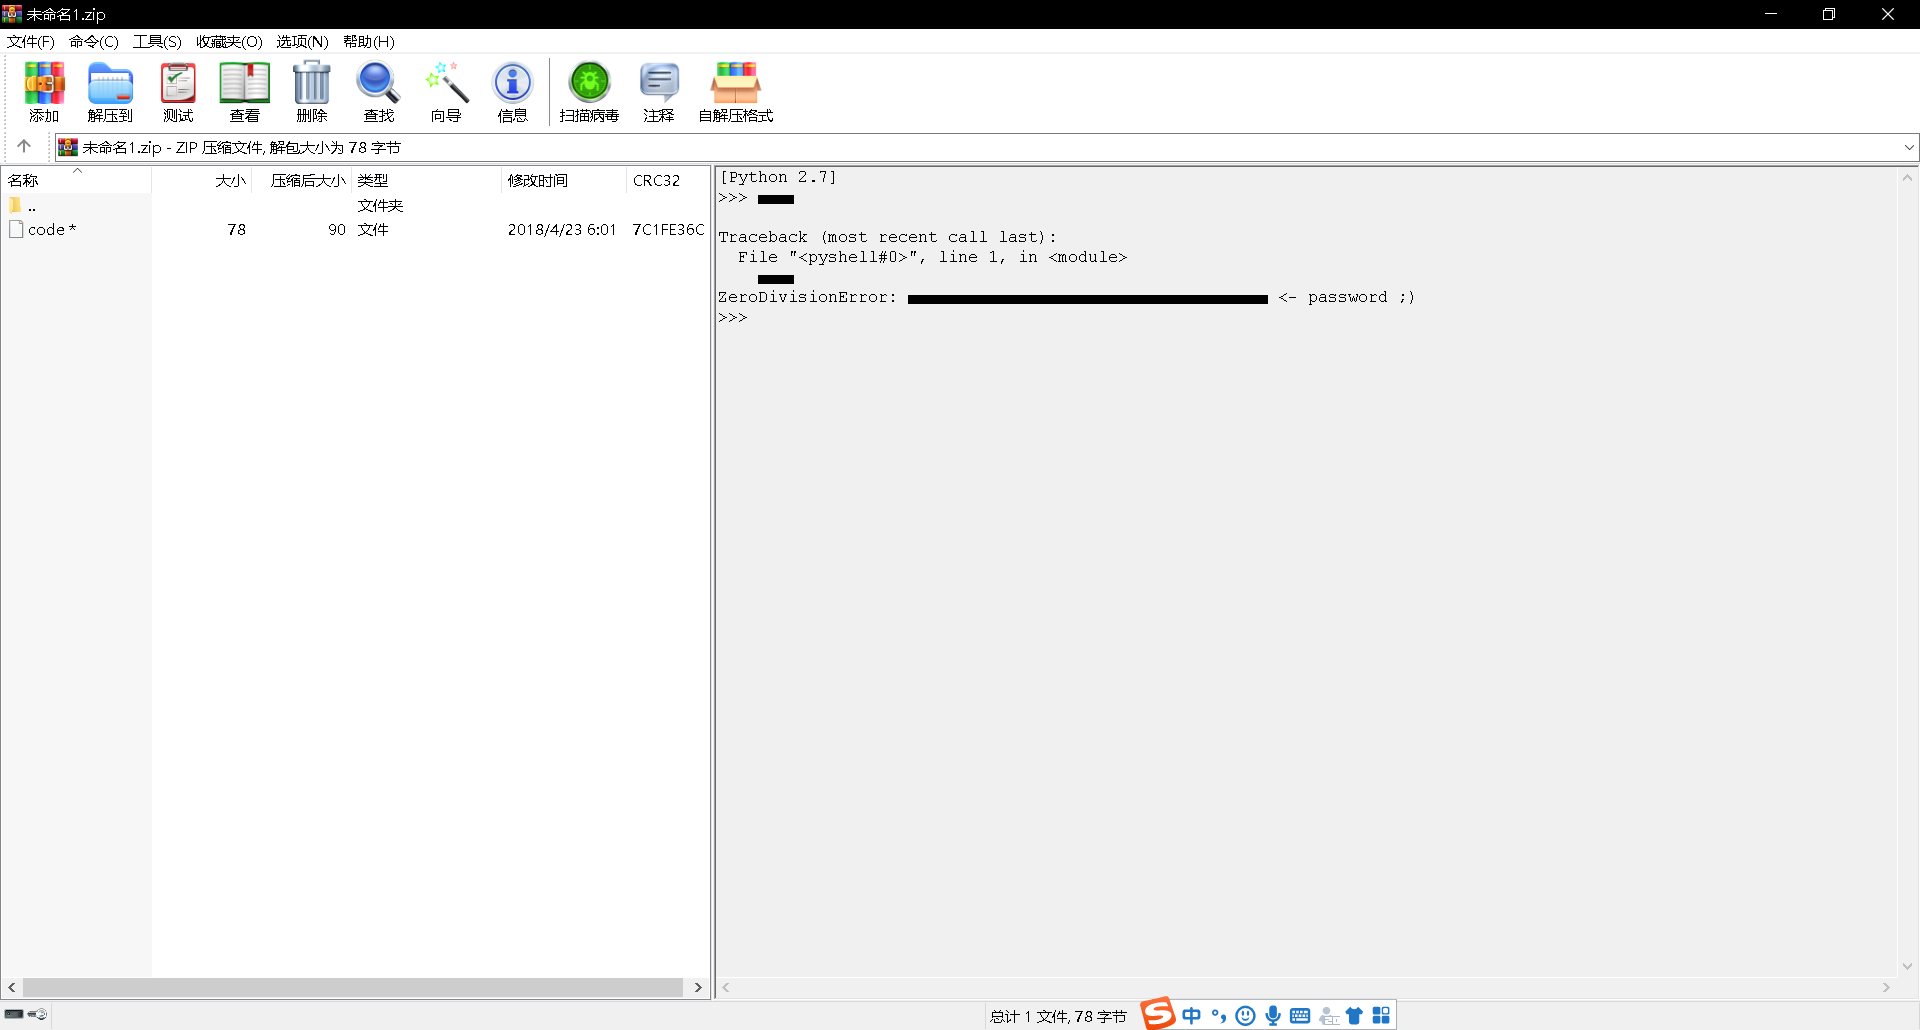 未命名1.zip
文件(F) 命令(C) 工具(S) 收藏夹(O) 选项(N) 帮助(H)
添加 解压到 测试 查看 删除 查找 向导 信息 扫描病毒 注释 自解压格式
未命名1.zip - ZIP 压缩文件, 解包大小为 78 字节
名称 大小 压缩后大小 类型 修改时间 CRC32
.. 文件夹
code * 78 90 文件 2018/4/23 6:01 7C1FE36C
[Python 2.7]
>>>
Traceback (most recent call last):
File "<pyshell#0>", line 1, in <module>
ZeroDivisionError: <- password ;)
>>>
总计 1 文件, 78 字节
中